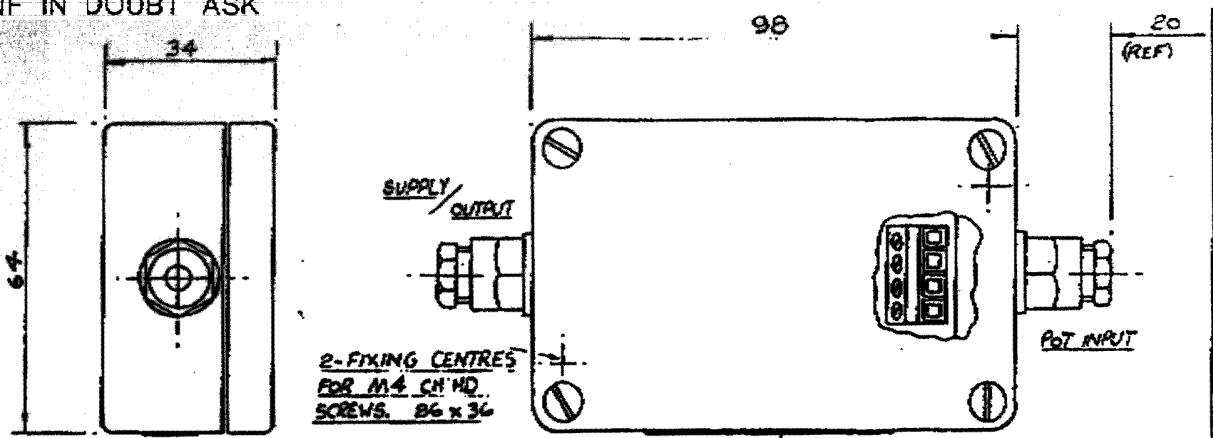 IF IN DOUBT ASK
34
98
20
(REF)
64
SUPPLY/
OUTPUT
POT INPUT
2-FIXING CENTRES
FOR M4 CH HD
SCREWS. 86 x 36